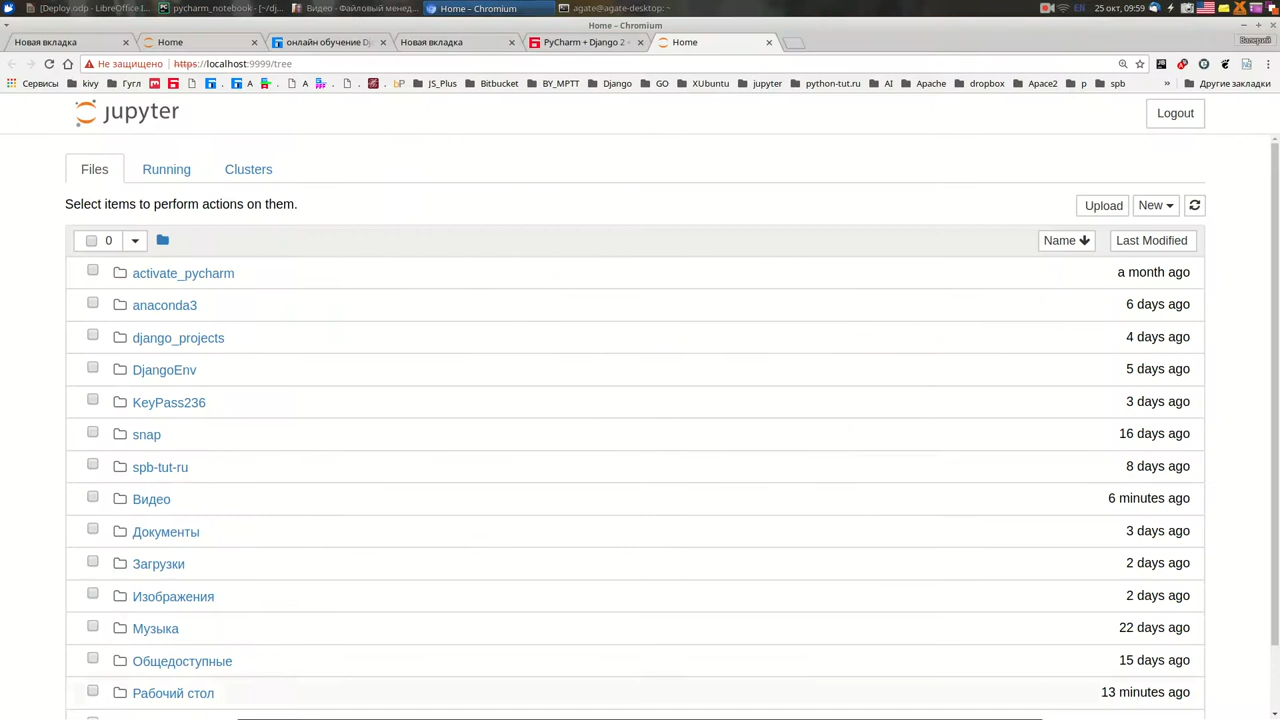 [Deploy.odp - LibreOffice I... pycharm_notebook - [~/dj... Видео - Файловый менед... Home – Chromium agate@agate-desktop: ~ EN 25 окт, 09:59
Home – Chromium
Новая вкладка Home онлайн обучение Dj Новая вкладка PyCharm + Django 2 - Home Валерий
Не защищено https://localhost:9999/tree
Сервисы kivy Гугл A A bP JS_Plus Bitbucket BY_MPTT Django GO XUbuntu jupyter python-tut.ru AI Apache dropbox Apace2 p spb » Другие закладки
jupyter Logout
Files Running Clusters
Select items to perform actions on them. Upload New
0 Name Last Modified
activate_pycharm a month ago
anaconda3 6 days ago
django_projects 4 days ago
DjangoEnv 5 days ago
KeyPass236 3 days ago
snap 16 days ago
spb-tut-ru 8 days ago
Видео 6 minutes ago
Документы 3 days ago
Загрузки 2 days ago
Изображения 2 days ago
Музыка 22 days ago
Общедоступные 15 days ago
Рабочий стол 13 minutes ago